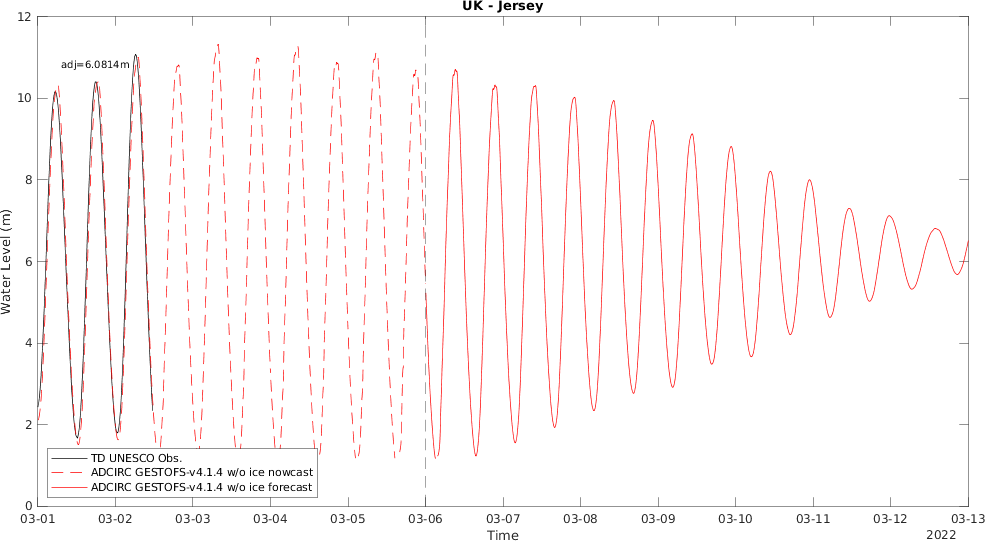 UK - Jersey
12
10
8
6
4
2
0
Water Level (m)
adj=6.0814m
TD UNESCO Obs.
ADCIRC GESTOFS-v4.1.4 w/o ice nowcast
ADCIRC GESTOFS-v4.1.4 w/o ice forecast
03-01 03-02 03-03 03-04 03-05 03-06 03-07 03-08 03-09 03-10 03-11 03-12 03-13
Time
2022